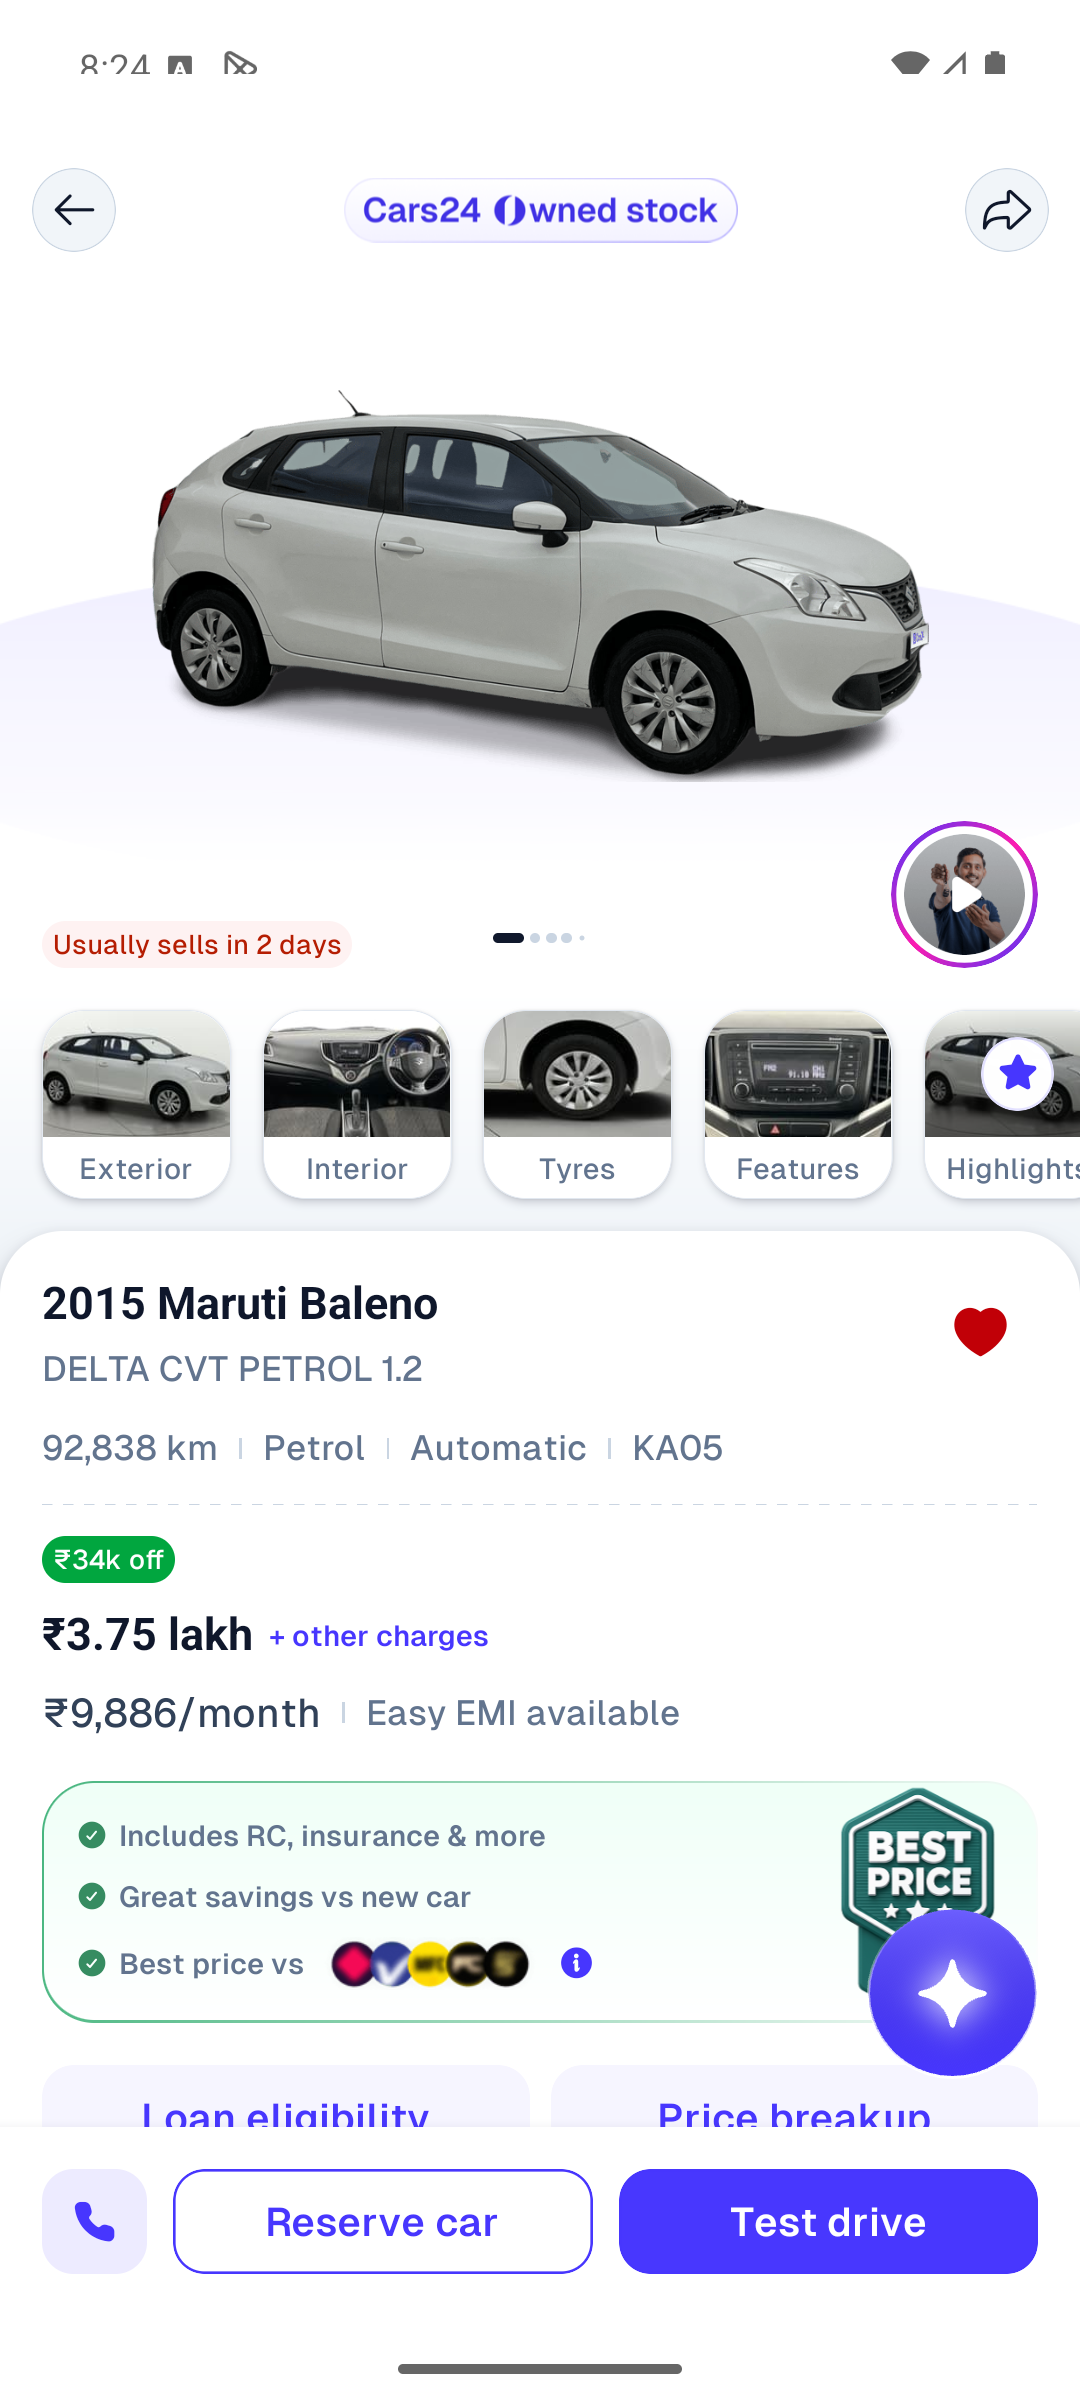 8:24
Cars24 Owned stock
Usually sells in 2 days
Exterior
Interior
Tyres
Features
Highlights
2015 Maruti Baleno
DELTA CVT PETROL 1.2
92,838 km | Petrol | Automatic | KA05
₹34k off
₹3.75 lakh + other charges
₹9,886/month | Easy EMI available
Includes RC, insurance & more
Great savings vs new car
Best price vs
BEST
PRICE
Loan eligibility
Price breakup
Reserve car
Test drive